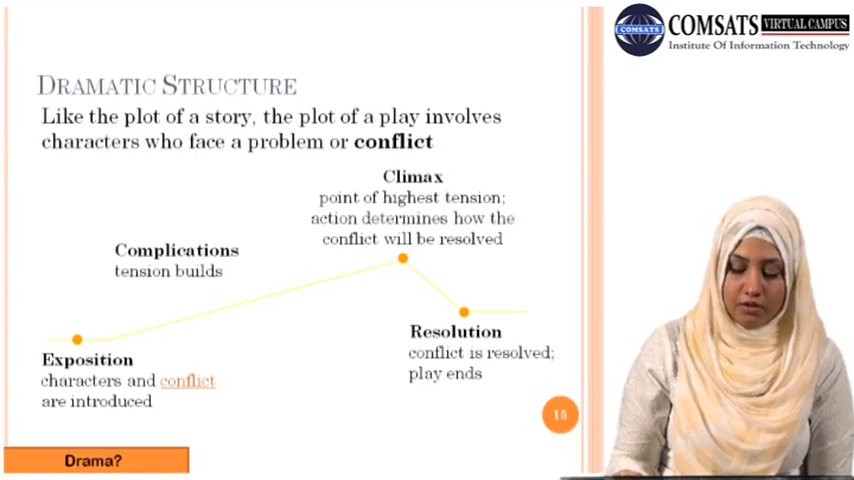 COMSATS VIRTUAL CAMPUS
COMSATS
Institute Of Information Technology
DRAMATIC STRUCTURE
Like the plot of a story, the plot of a play involves
characters who face a problem or conflict
Climax
point of highest tension;
action determines how the
conflict will be resolved
Complications
tension builds
Exposition
characters and conflict
are introduced
Resolution
conflict is resolved;
play ends
15
Drama?